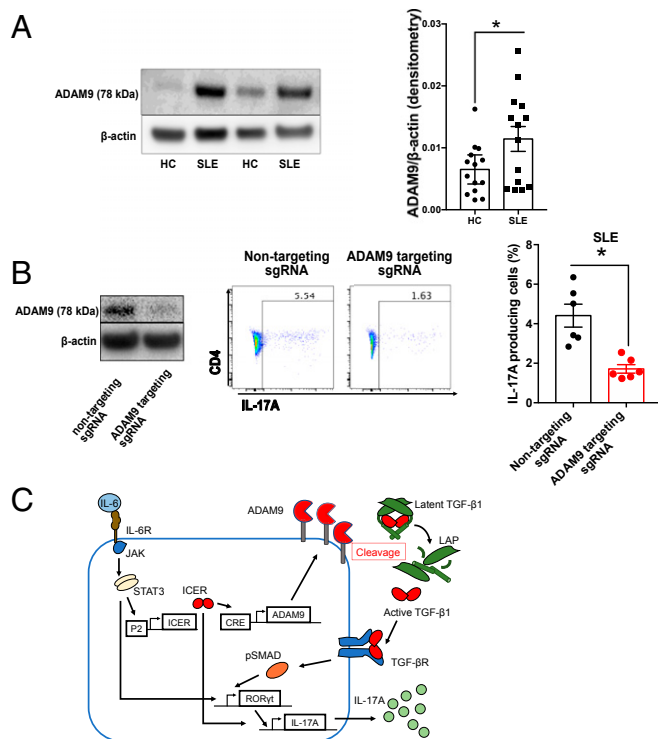 A
ADAM9 (78 kDa)
β-actin
HC SLE HC SLE
ADAM9/β-actin (densitometry)
0.03
0.02
0.01
0.00
*
HC SLE
B
ADAM9 (78 kDa)
β-actin
non-targeting
sgRNA
ADAM9 targeting
sgRNA
Non-targeting
sgRNA
ADAM9 targeting
sgRNA
5.54
1.63
CD4
IL-17A
SLE
*
IL-17A producing cells (%)
8
6
4
2
0
Non-targeting
sgRNA
ADAM9 targeting
sgRNA
C
IL-6
IL-6R
JAK
STAT3
P2
ICER
ICER
CRE
ADAM9
ADAM9
Cleavage
Latent TGF-β1
LAP
Active TGF-β1
TGF-βR
pSMAD
RORγt
IL-17A
IL-17A